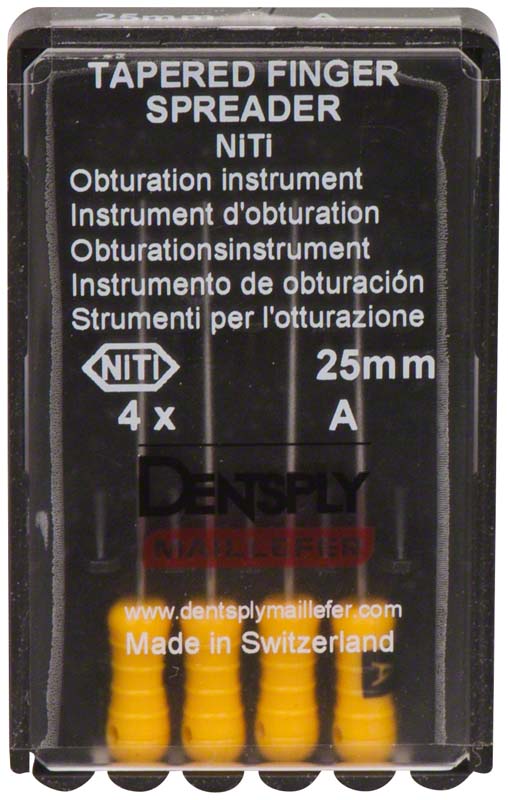 25mm A
TAPERED FINGER
SPREADER
NiTi
Obturation instrument
Instrument d'obturation
Obturationsinstrument
Instrumento de obturación
Strumenti per l'otturazione
NiTi 25mm
4 x A
DENTSPLY
MAILLEFER
www.dentsplymaillefer.com
Made in Switzerland
A